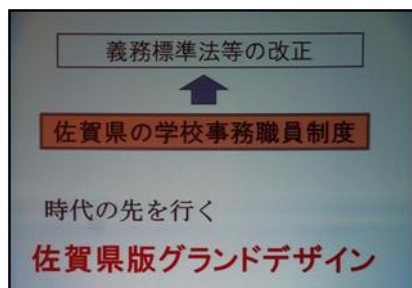 義務標準法等の改正
佐賀県の学校事務職員制度
時代の先を行く
佐賀県版グランドデザイン